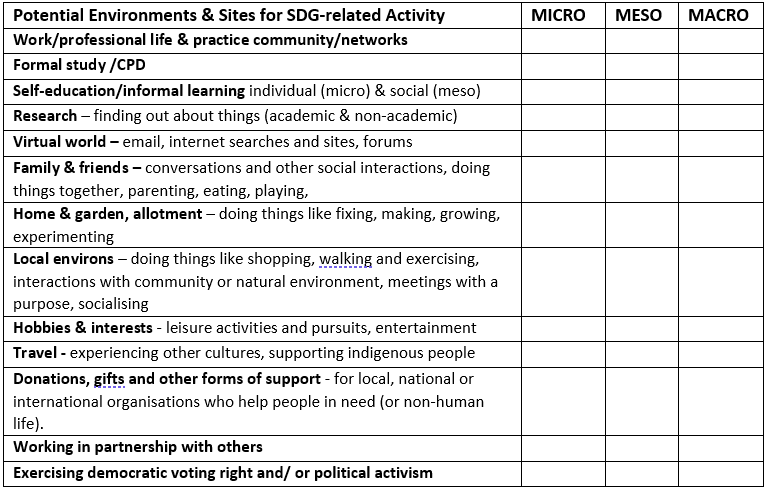 Potential Environments & Sites for SDG-related Activity MICRO MESO MACRO
Work/professional life & practice community/networks
Formal study /CPD
Self-education/informal learning individual (micro) & social (meso)
Research – finding out about things (academic & non-academic)
Virtual world – email, internet searches and sites, forums
Family & friends – conversations and other social interactions, doing
things together, parenting, eating, playing,
Home & garden, allotment – doing things like fixing, making, growing,
experimenting
Local environs – doing things like shopping, walking and exercising,
interactions with community or natural environment, meetings with a
purpose, socialising
Hobbies & interests - leisure activities and pursuits, entertainment
Travel - experiencing other cultures, supporting indigenous people
Donations, gifts and other forms of support - for local, national or
international organisations who help people in need (or non-human
life).
Working in partnership with others
Exercising democratic voting right and/ or political activism